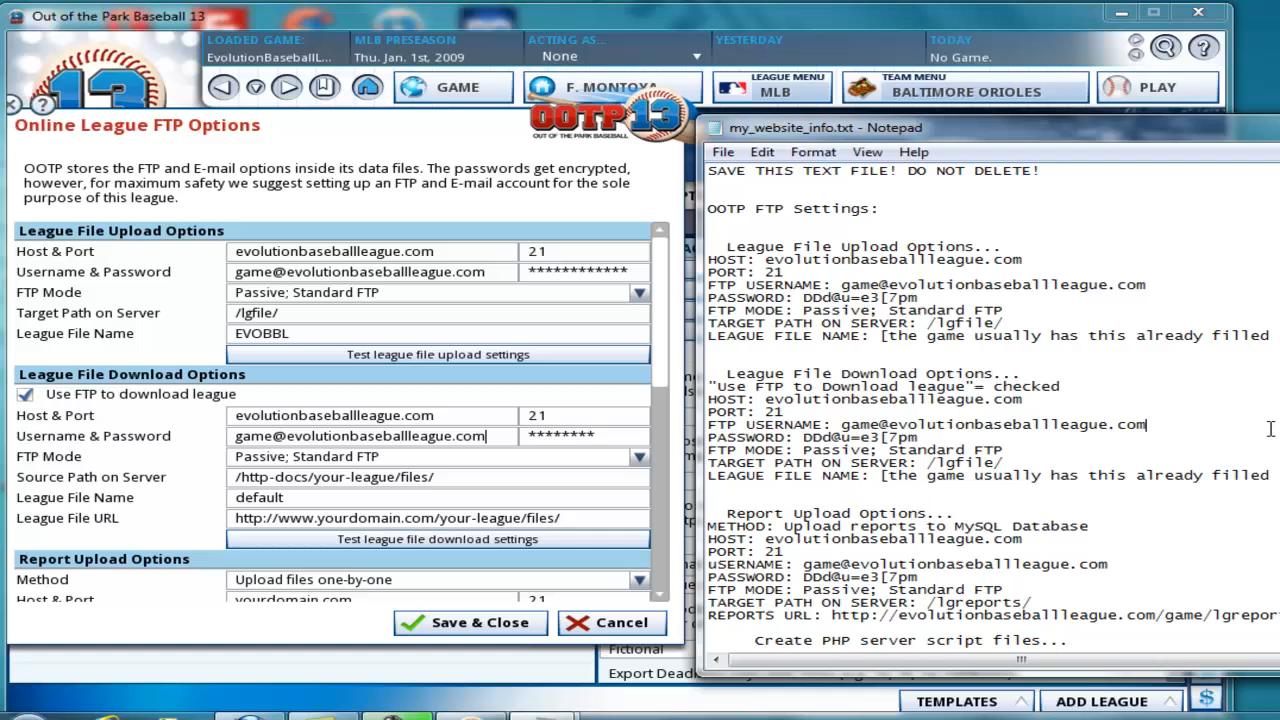 Out of the Park Baseball 13
LOADED GAME:
EvolutionBaseballL...
MLB PRESEASON
Thu. Jan. 1st, 2009
ACTING AS...
None
YESTERDAY
TODAY
No Game.
GAME
F. MONTOYA
LEAGUE MENU
MLB
TEAM MENU
BALTIMORE ORIOLES
PLAY
13
OOTP 13
OUT OF THE PARK BASEBALL
Online League FTP Options
OOTP stores the FTP and E-mail options inside its data files. The passwords get encrypted,
however, for maximum safety we suggest setting up an FTP and E-mail account for the sole
purpose of this league.
League File Upload Options
Host & Port evolutionbaseballleague.com 21
Username & Password game@evolutionbaseballleague.com ************
FTP Mode Passive; Standard FTP
Target Path on Server /lgfile/
League File Name EVOBBL
Test league file upload settings
League File Download Options
Use FTP to download league
Host & Port evolutionbaseballleague.com 21
Username & Password game@evolutionbaseballleague.com ********
FTP Mode Passive; Standard FTP
Source Path on Server /http-docs/your-league/files/
League File Name default
League File URL http://www.yourdomain.com/your-league/files/
Test league file download settings
Report Upload Options
Method Upload files one-by-one
Host & Port yourdomain.com 21
Save & Close Cancel
my_website_info.txt - Notepad
File Edit Format View Help
SAVE THIS TEXT FILE! DO NOT DELETE!
OOTP FTP Settings:
League File Upload Options...
HOST: evolutionbaseballleague.com
PORT: 21
FTP USERNAME: game@evolutionbaseballleague.com
PASSWORD: DDd@u=e3[7pm
FTP MODE: Passive; Standard FTP
TARGET PATH ON SERVER: /lgfile/
LEAGUE FILE NAME: [the game usually has this already filled
League File Download Options...
"Use FTP to Download league"= checked
HOST: evolutionbaseballleague.com
PORT: 21
FTP USERNAME: game@evolutionbaseballleague.com
PASSWORD: DDd@u=e3[7pm
FTP MODE: Passive; Standard FTP
TARGET PATH ON SERVER: /lgfile/
LEAGUE FILE NAME: [the game usually has this already filled
Report Upload Options...
METHOD: Upload reports to MySQL Database
HOST: evolutionbaseballleague.com
PORT: 21
uSERNAME: game@evolutionbaseballleague.com
PASSWORD: DDd@u=e3[7pm
FTP MODE: Passive; Standard FTP
TARGET PATH ON SERVER: /lgreports/
REPORTS URL: http://evolutionbaseballleague.com/game/lgrepor
Create PHP server script files...
Fictional
Export Deadl
TEMPLATES
ADD LEAGUE
$